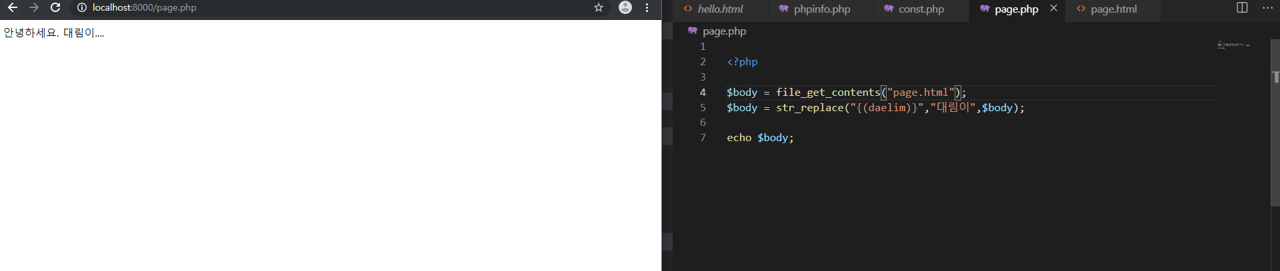 localhost:8000/page.php
안녕하세요. 대림이....
hello.html
phpinfo.php
const.php
page.php
page.html
page.php
1
2 <?php
3
4 $body = file_get_contents("page.html");
5 $body = str_replace("{(daelim)}","대림이",$body);
6
7 echo $body;